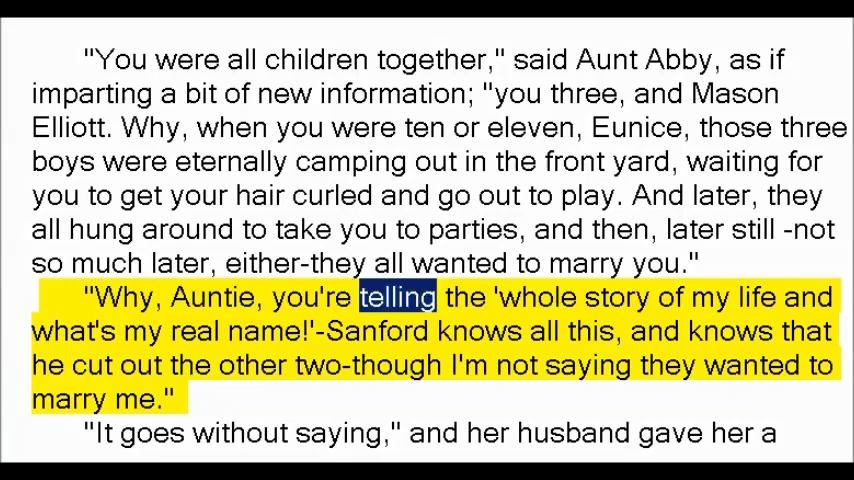 "You were all children together," said Aunt Abby, as if
imparting a bit of new information; "you three, and Mason
Elliott. Why, when you were ten or eleven, Eunice, those three
boys were eternally camping out in the front yard, waiting for
you to get your hair curled and go out to play. And later, they
all hung around to take you to parties, and then, later still -not
so much later, either-they all wanted to marry you."
"Why, Auntie, you're telling the 'whole story of my life and
what's my real name!'-Sanford knows all this, and knows that
he cut out the other two-though I'm not saying they wanted to
marry me."
"It goes without saying," and her husband gave her a